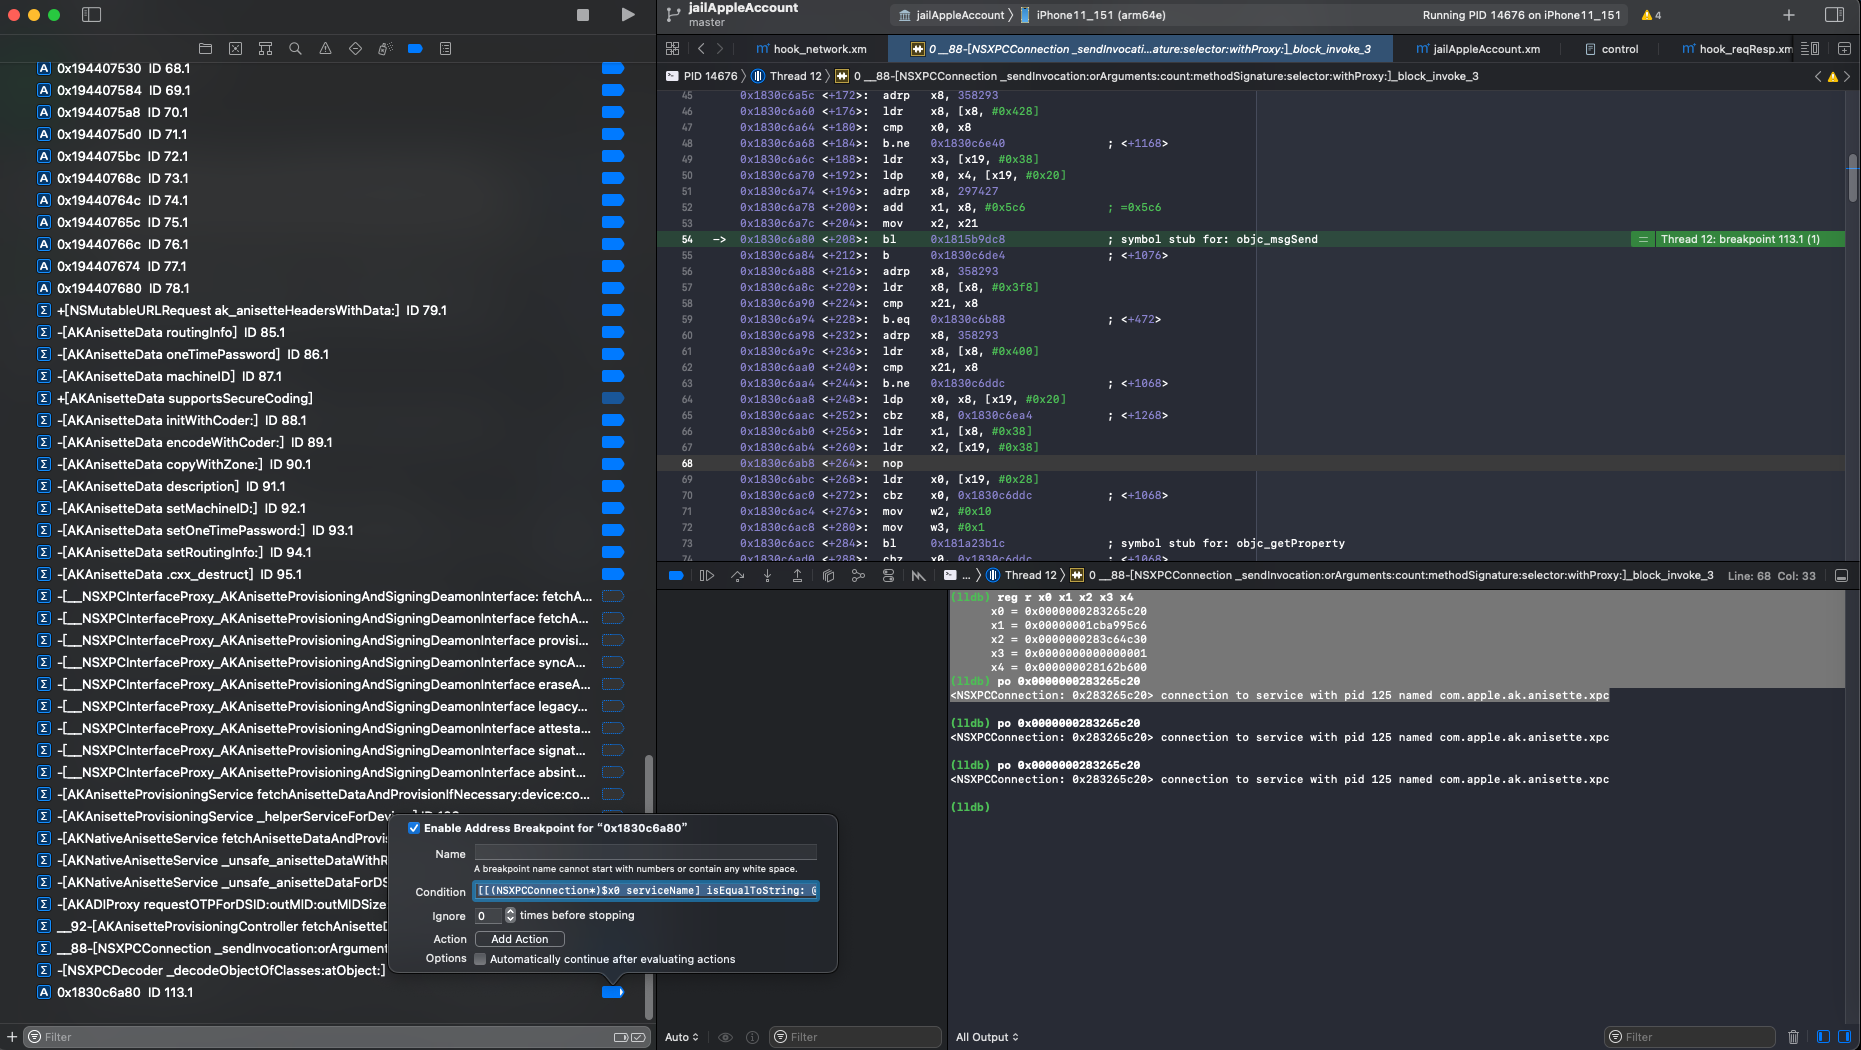 jailAppleAccount
master
jailAppleAccount
iPhone11_151 (arm64e)
Running PID 14676 on iPhone11_151
4
hook_network.xm
0 __88-[NSXPCConnection _sendInvocati...ature:selector:withProxy:]_block_invoke_3
jailAppleAccount.xm
control
hook_reqResp.xm
PID 14676
Thread 12
0 __88-[NSXPCConnection _sendInvocation:orArguments:count:methodSignature:selector:withProxy:]_block_invoke_3
0x194407530 ID 68.1
0x194407584 ID 69.1
0x1944075a8 ID 70.1
0x1944075d0 ID 71.1
0x1944075bc ID 72.1
0x19440768c ID 73.1
0x19440764c ID 74.1
0x19440765c ID 75.1
0x19440766c ID 76.1
0x194407674 ID 77.1
0x194407680 ID 78.1
+[NSMutableURLRequest ak_anisetteHeadersWithData:] ID 79.1
-[AKAnisetteData routingInfo] ID 85.1
-[AKAnisetteData oneTimePassword] ID 86.1
-[AKAnisetteData machineID] ID 87.1
+[AKAnisetteData supportsSecureCoding]
-[AKAnisetteData initWithCoder:] ID 88.1
-[AKAnisetteData encodeWithCoder:] ID 89.1
-[AKAnisetteData copyWithZone:] ID 90.1
-[AKAnisetteData description] ID 91.1
-[AKAnisetteData setMachineID:] ID 92.1
-[AKAnisetteData setOneTimePassword:] ID 93.1
-[AKAnisetteData setRoutingInfo:] ID 94.1
-[AKAnisetteData .cxx_destruct] ID 95.1
-[__NSXPCInterfaceProxy_AKAnisetteProvisioningAndSigningDeamonInterface: fetchA...
-[__NSXPCInterfaceProxy_AKAnisetteProvisioningAndSigningDeamonInterface fetchA...
-[__NSXPCInterfaceProxy_AKAnisetteProvisioningAndSigningDeamonInterface provisi...
-[__NSXPCInterfaceProxy_AKAnisetteProvisioningAndSigningDeamonInterface syncA...
-[__NSXPCInterfaceProxy_AKAnisetteProvisioningAndSigningDeamonInterface eraseA...
-[__NSXPCInterfaceProxy_AKAnisetteProvisioningAndSigningDeamonInterface legacy...
-[__NSXPCInterfaceProxy_AKAnisetteProvisioningAndSigningDeamonInterface attesta...
-[__NSXPCInterfaceProxy_AKAnisetteProvisioningAndSigningDeamonInterface signat...
-[__NSXPCInterfaceProxy_AKAnisetteProvisioningAndSigningDeamonInterface absint...
-[AKAnisetteProvisioningService fetchAnisetteDataAndProvisionIfNecessary:device:co...
-[AKAnisetteProvisioningService _helperServiceForDev
-[AKNativeAnisetteService fetchAnisetteDataAndProvis
-[AKNativeAnisetteService _unsafe_anisetteDataWithR
-[AKNativeAnisetteService _unsafe_anisetteDataForDS
-[AKADIProxy requestOTPForDSID:outMID:outMIDSize
__92-[AKAnisetteProvisioningController fetchAnisetteDa
__88-[NSXPCConnection _sendInvocation:orArgument
-[NSXPCDecoder _decodeObjectOfClasses:atObject:]
0x1830c6a80 ID 113.1
Filter
45 0x1830c6a5c <+172>: adrp x8, 358293
46 0x1830c6a60 <+176>: ldr x8, [x8, #0x428]
47 0x1830c6a64 <+180>: cmp x0, x8
48 0x1830c6a68 <+184>: b.ne 0x1830c6e40 ; <+1168>
49 0x1830c6a6c <+188>: ldr x3, [x19, #0x38]
50 0x1830c6a70 <+192>: ldp x0, x4, [x19, #0x20]
51 0x1830c6a74 <+196>: adrp x8, 297427
52 0x1830c6a78 <+200>: add x1, x8, #0x5c6 ; =0x5c6
53 0x1830c6a7c <+204>: mov x2, x21
54 -> 0x1830c6a80 <+208>: bl 0x1815b9dc8 ; symbol stub for: objc_msgSend
Thread 12: breakpoint 113.1 (1)
55 0x1830c6a84 <+212>: b 0x1830c6de4 ; <+1076>
56 0x1830c6a88 <+216>: adrp x8, 358293
57 0x1830c6a8c <+220>: ldr x8, [x8, #0x3f8]
58 0x1830c6a90 <+224>: cmp x21, x8
59 0x1830c6a94 <+228>: b.eq 0x1830c6b88 ; <+472>
60 0x1830c6a98 <+232>: adrp x8, 358293
61 0x1830c6a9c <+236>: ldr x8, [x8, #0x400]
62 0x1830c6aa0 <+240>: cmp x21, x8
63 0x1830c6aa4 <+244>: b.ne 0x1830c6ddc ; <+1068>
64 0x1830c6aa8 <+248>: ldp x0, x8, [x19, #0x20]
65 0x1830c6aac <+252>: cbz x8, 0x1830c6ea4 ; <+1268>
66 0x1830c6ab0 <+256>: ldr x1, [x8, #0x38]
67 0x1830c6ab4 <+260>: ldr x2, [x19, #0x38]
68 0x1830c6ab8 <+264>: nop
69 0x1830c6abc <+268>: ldr x0, [x19, #0x28]
70 0x1830c6ac0 <+272>: cbz x0, 0x1830c6ddc ; <+1068>
71 0x1830c6ac4 <+276>: mov w2, #0x10
72 0x1830c6ac8 <+280>: mov w3, #0x1
73 0x1830c6acc <+284>: bl 0x181a23b1c ; symbol stub for: objc_getProperty
74 0x1830c6ad0 <+288>: cbz x0, 0x1830c6ddc ; <+1068>
... Thread 12
0 __88-[NSXPCConnection _sendInvocation:orArguments:count:methodSignature:selector:withProxy:]_block_invoke_3
Line: 68 Col: 33
(lldb) reg r x0 x1 x2 x3 x4
x0 = 0x0000000283265c20
x1 = 0x00000001cba995c6
x2 = 0x0000000283c64c30
x3 = 0x0000000000000001
x4 = 0x000000028162b600
(lldb) po 0x0000000283265c20
<NSXPCConnection: 0x283265c20> connection to service with pid 125 named com.apple.ak.anisette.xpc
(lldb) po 0x0000000283265c20
<NSXPCConnection: 0x283265c20> connection to service with pid 125 named com.apple.ak.anisette.xpc
(lldb) po 0x0000000283265c20
<NSXPCConnection: 0x283265c20> connection to service with pid 125 named com.apple.ak.anisette.xpc
(lldb)
Enable Address Breakpoint for “0x1830c6a80”
Name
A breakpoint name cannot start with numbers or contain any white space.
Condition [[(NSXPCConnection*)$x0 serviceName] isEqualToString: @
Ignore 0 times before stopping
Action Add Action
Options Automatically continue after evaluating actions
Auto
Filter
All Output
Filter